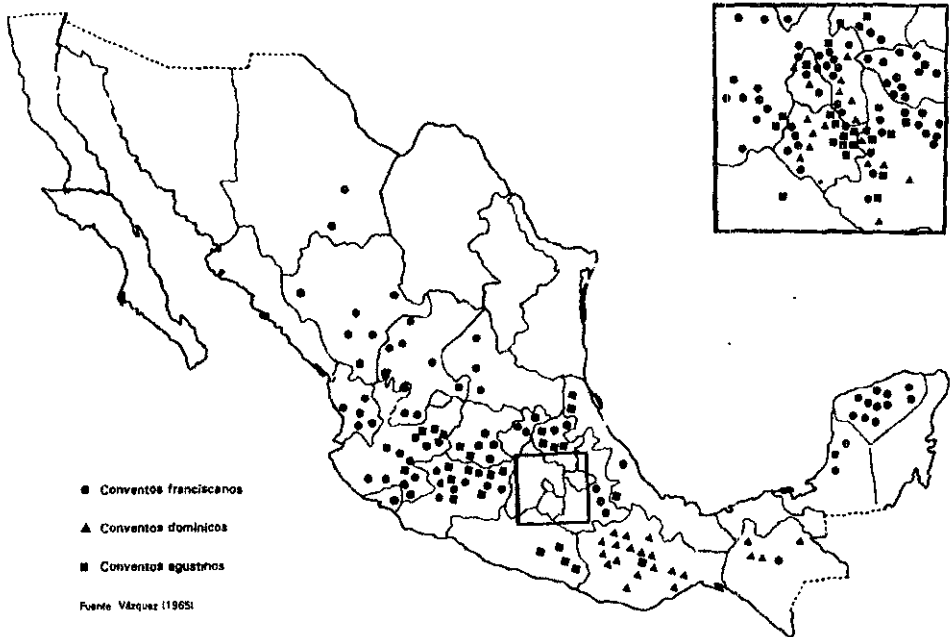 Conventos franciscanos
Conventos dominicos
Conventos agustinos
Fuente Vázquez (1965)